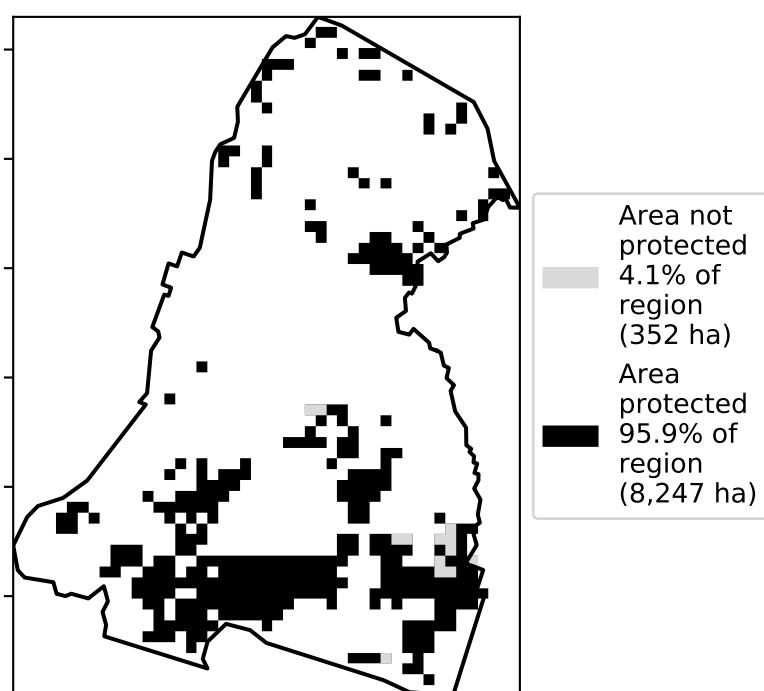 Area not
protected
4.1% of
region
(352 ha)
Area
protected
95.9% of
region
(8,247 ha)